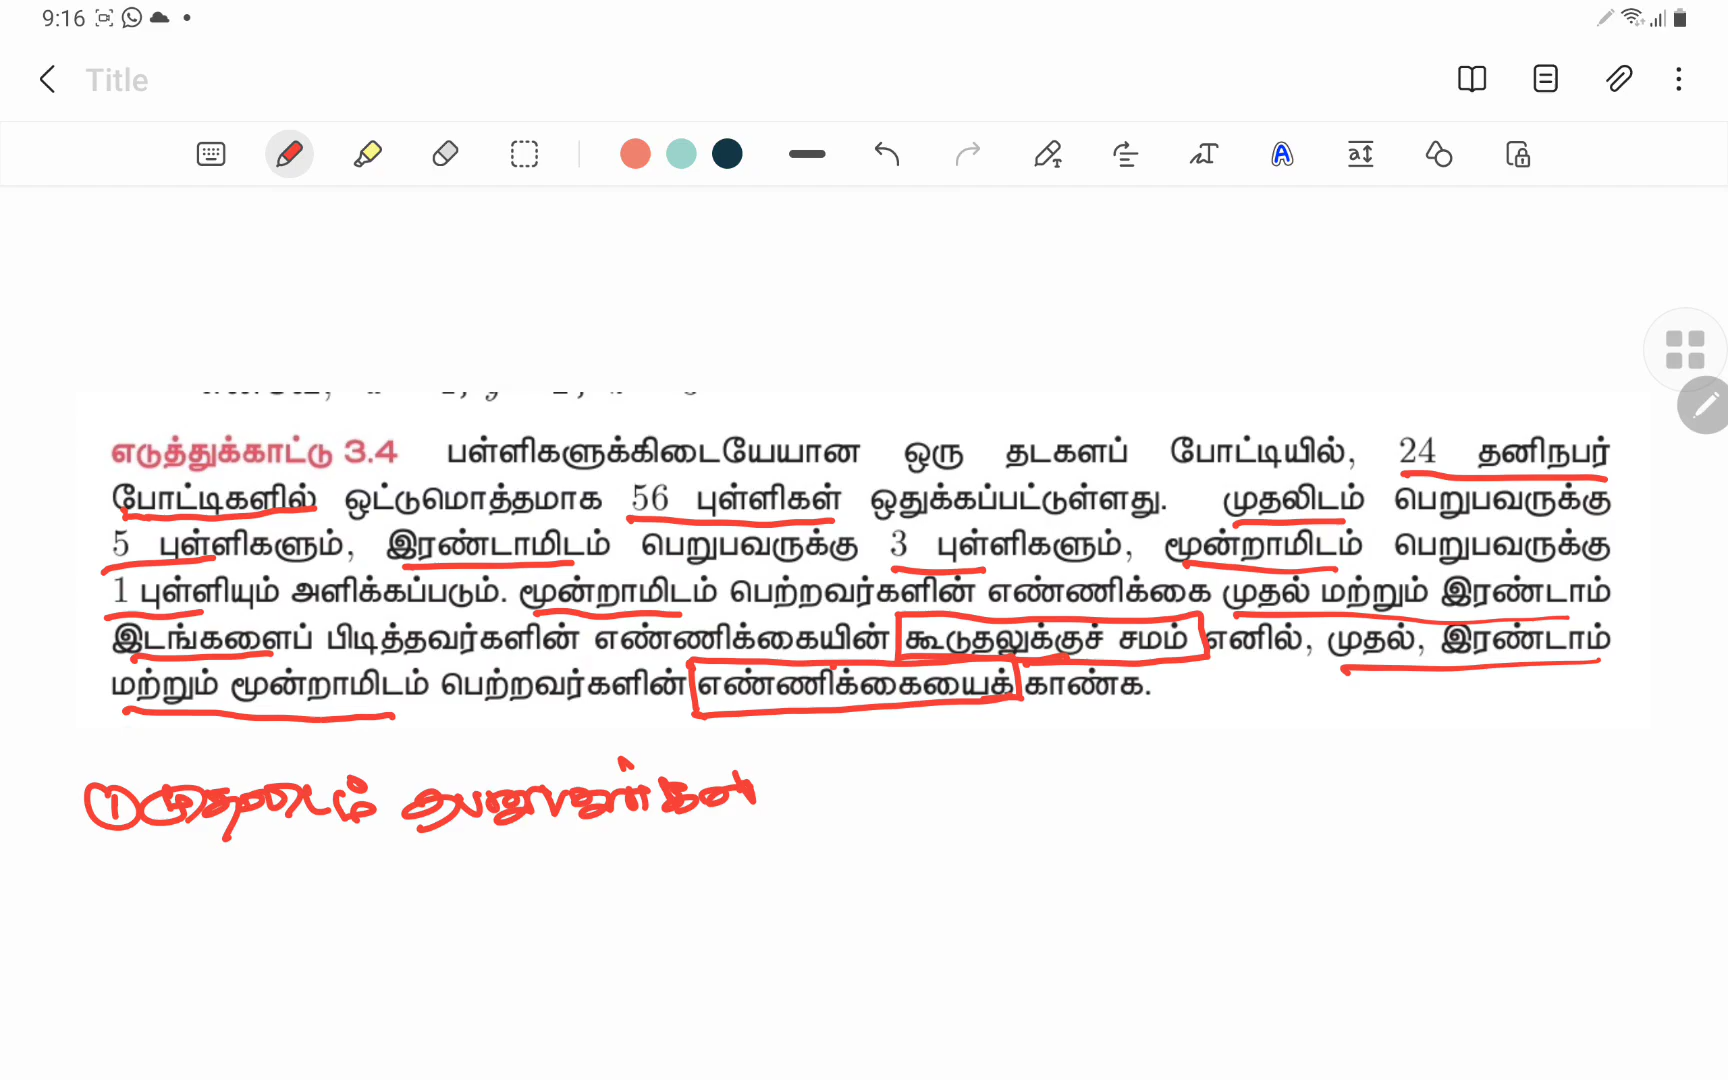 9:16
Title
எடுத்துக்காட்டு 3.4 பள்ளிகளுக்கிடையேயான ஒரு தடகளப் போட்டியில், 24 தனிநபர்
போட்டிகளில் ஒட்டுமொத்தமாக 56 புள்ளிகள் ஒதுக்கப்பட்டுள்ளது. முதலிடம் பெறுபவருக்கு
5 புள்ளிகளும், இரண்டாமிடம் பெறுபவருக்கு 3 புள்ளிகளும், மூன்றாமிடம் பெறுபவருக்கு
1 புள்ளியும் அளிக்கப்படும். மூன்றாமிடம் பெற்றவர்களின் எண்ணிக்கை முதல் மற்றும் இரண்டாம்
இடங்களைப் பிடித்தவர்களின் எண்ணிக்கையின் கூடுதலுக்குச் சமம் எனில், முதல், இரண்டாம்
மற்றும் மூன்றாமிடம் பெற்றவர்களின் எண்ணிக்கையைக் காண்க.
① முதலிடம்